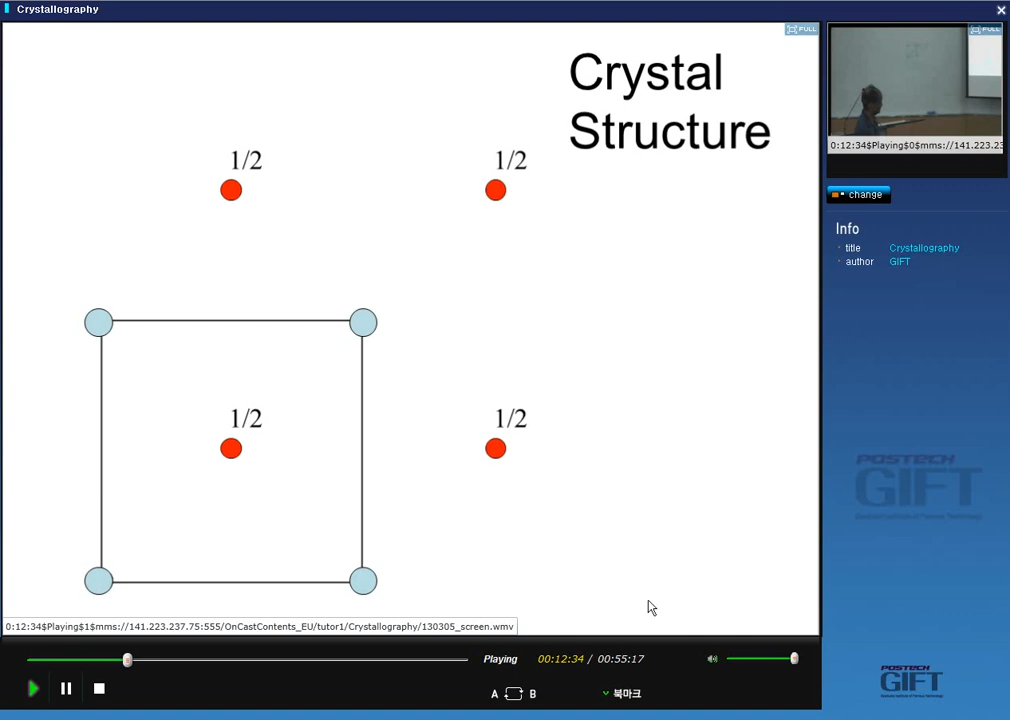 Crystallography
FULL
Crystal
Structure
1/2
1/2
1/2
1/2
0:12:34$Playing$1$mms://141.223.237.75:555/OnCastContents_EU/tutor1/Crystallography/130305_screen.wmv
Playing
00:12:34 / 00:55:17
A
B
북마크
FULL
0:12:34$Playing$0$mms://141.223.23
change
Info
title Crystallography
author GIFT
POSTECH
GIFT
POSTECH
GIFT